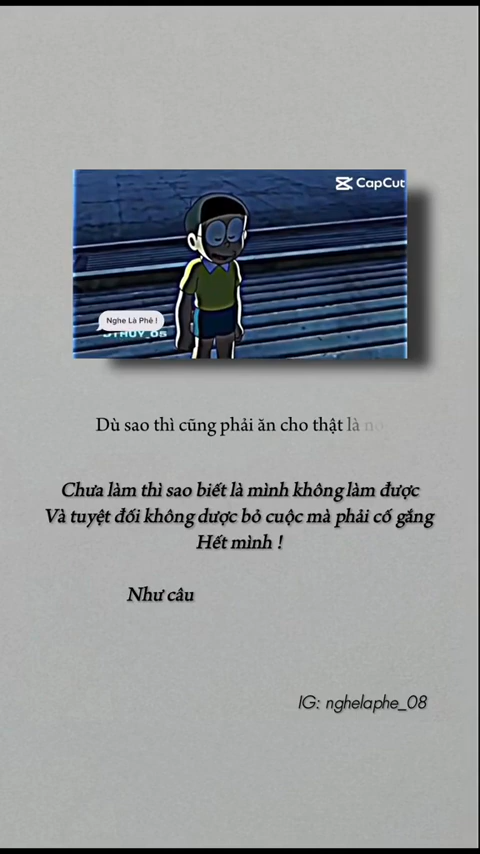 CapCut
Nghe Là Phê !
Dù sao thì cũng phải ăn cho thật là
Chưa làm thì sao biết là mình không làm được
Và tuyệt đối không dược bỏ cuộc mà phải cố gắng
Hết mình !
Như câu
IG: nghelaphe_08